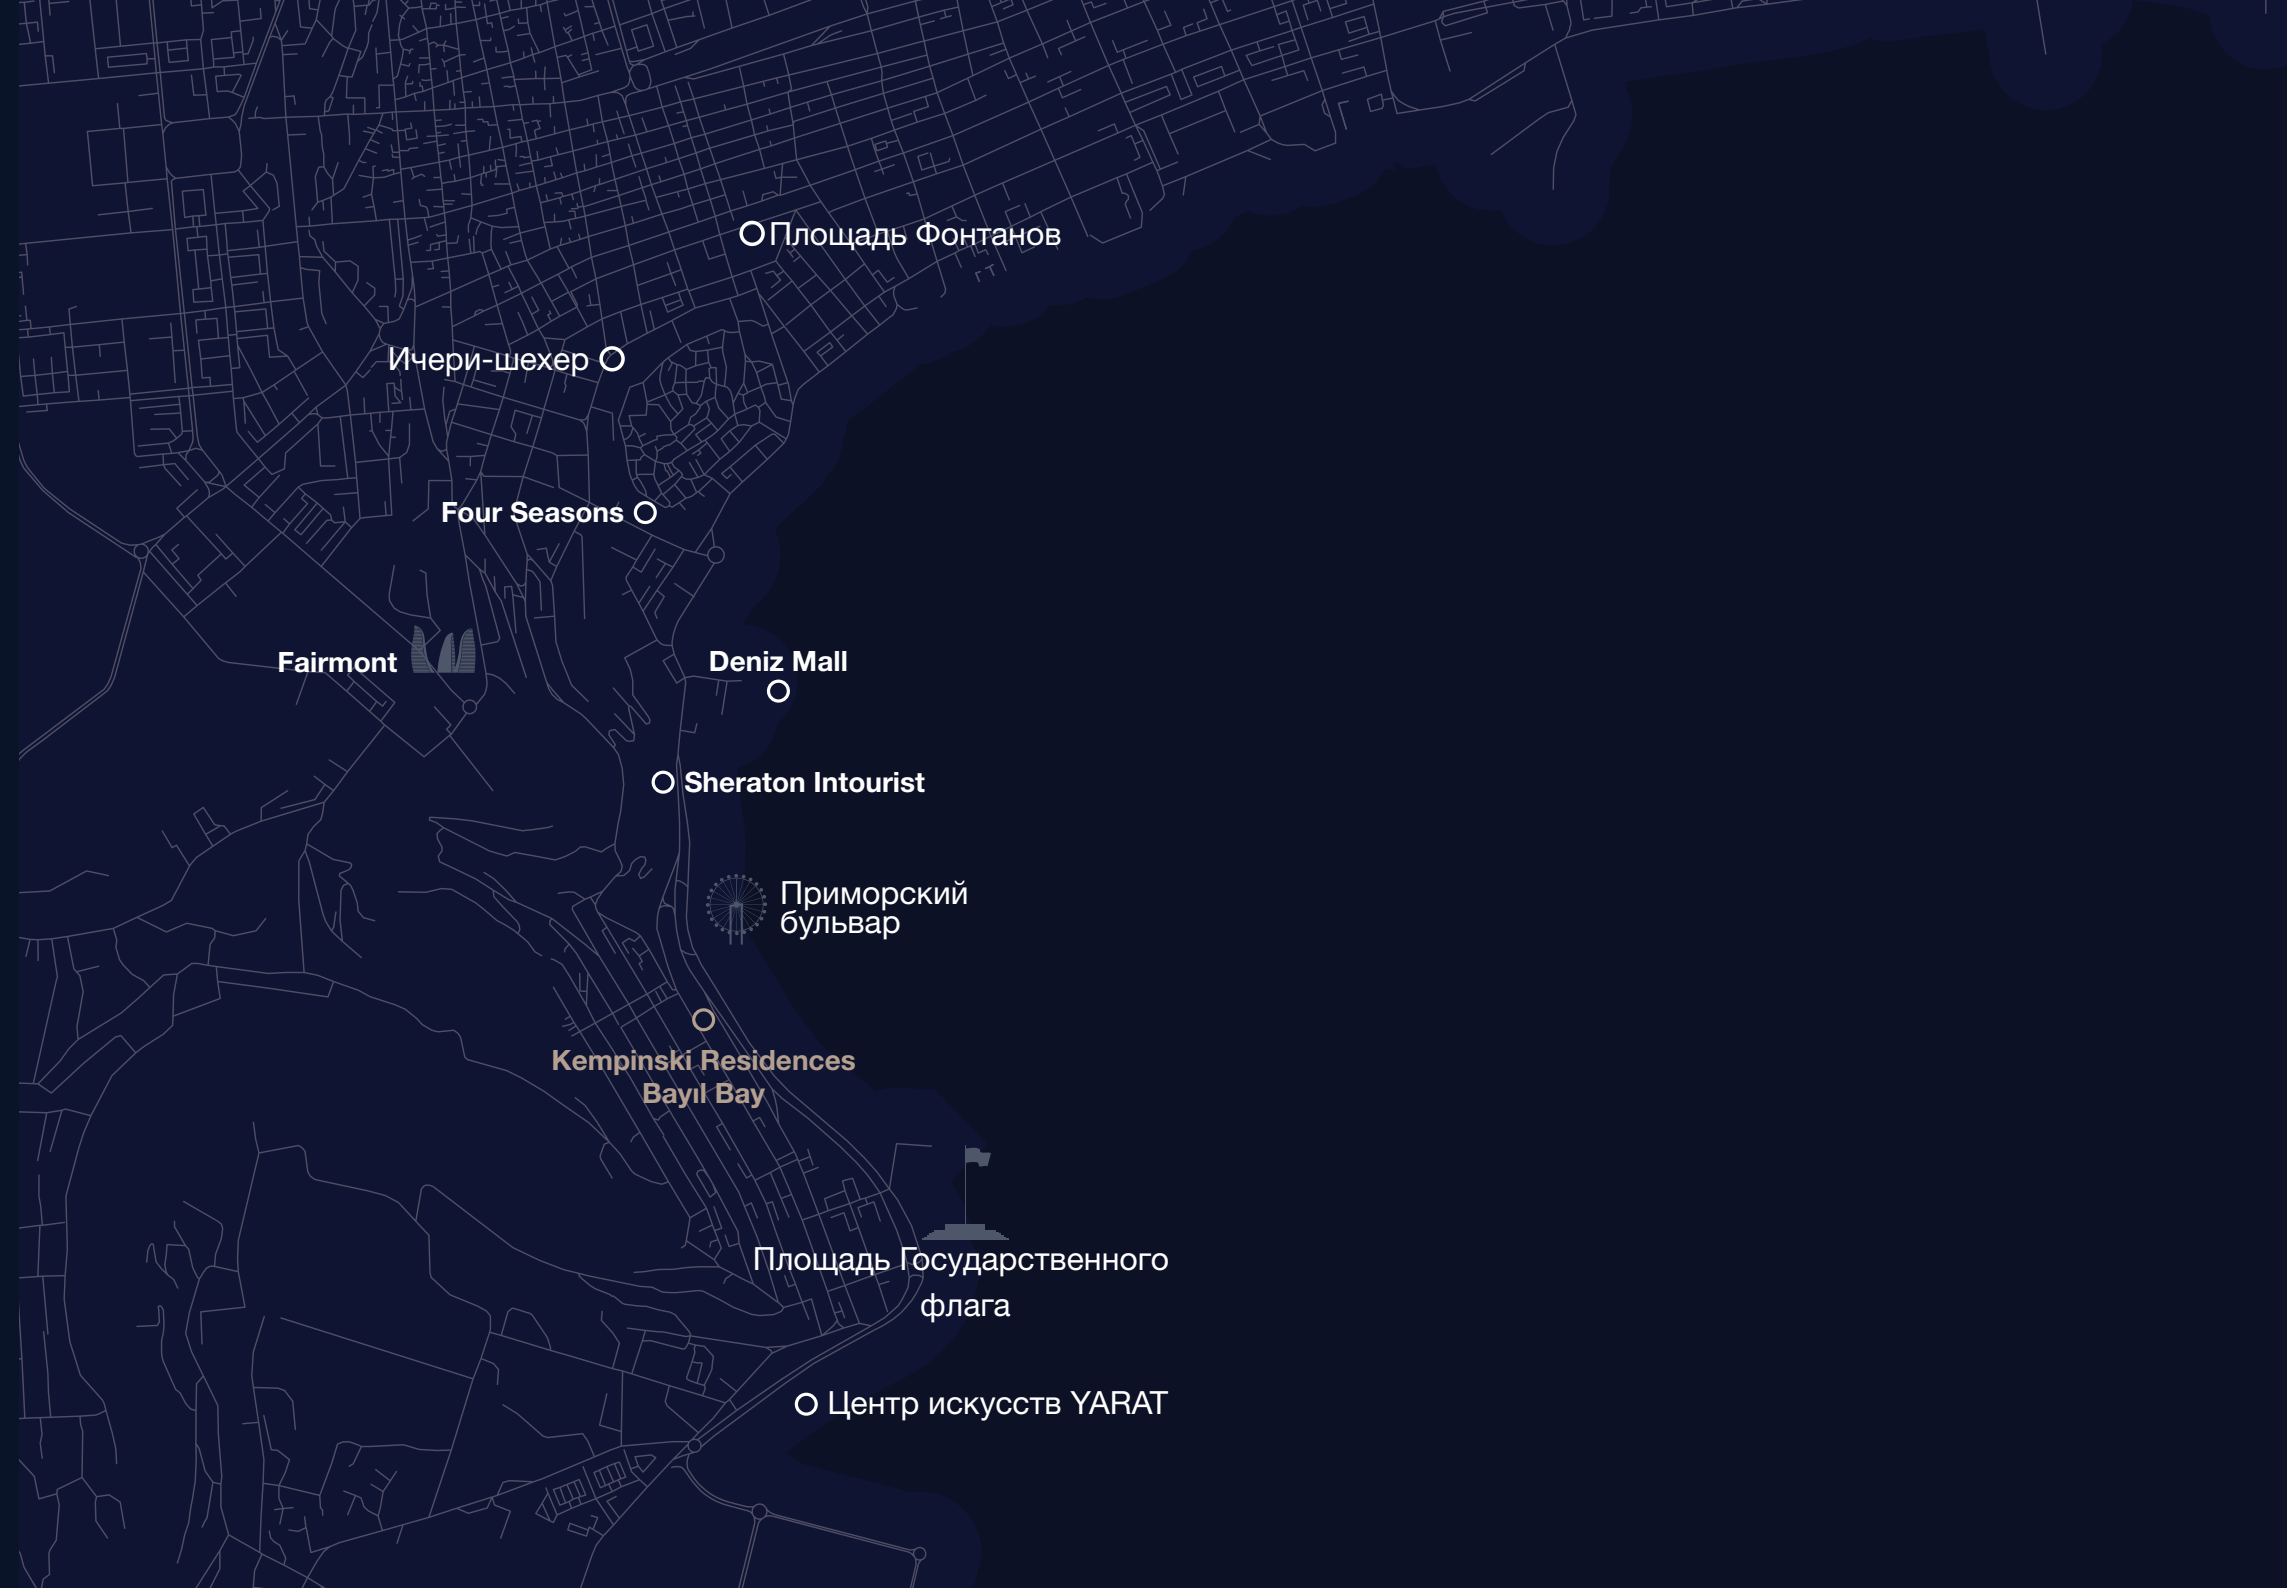 Площадь Фонтанов
Ичери-шехер
Four Seasons
Fairmont
Deniz Mall
Sheraton Intourist
Приморский
бульвар
Kempinski Residences
Bayıl Bay
Площадь Государственного
флага
Центр искусств YARAT